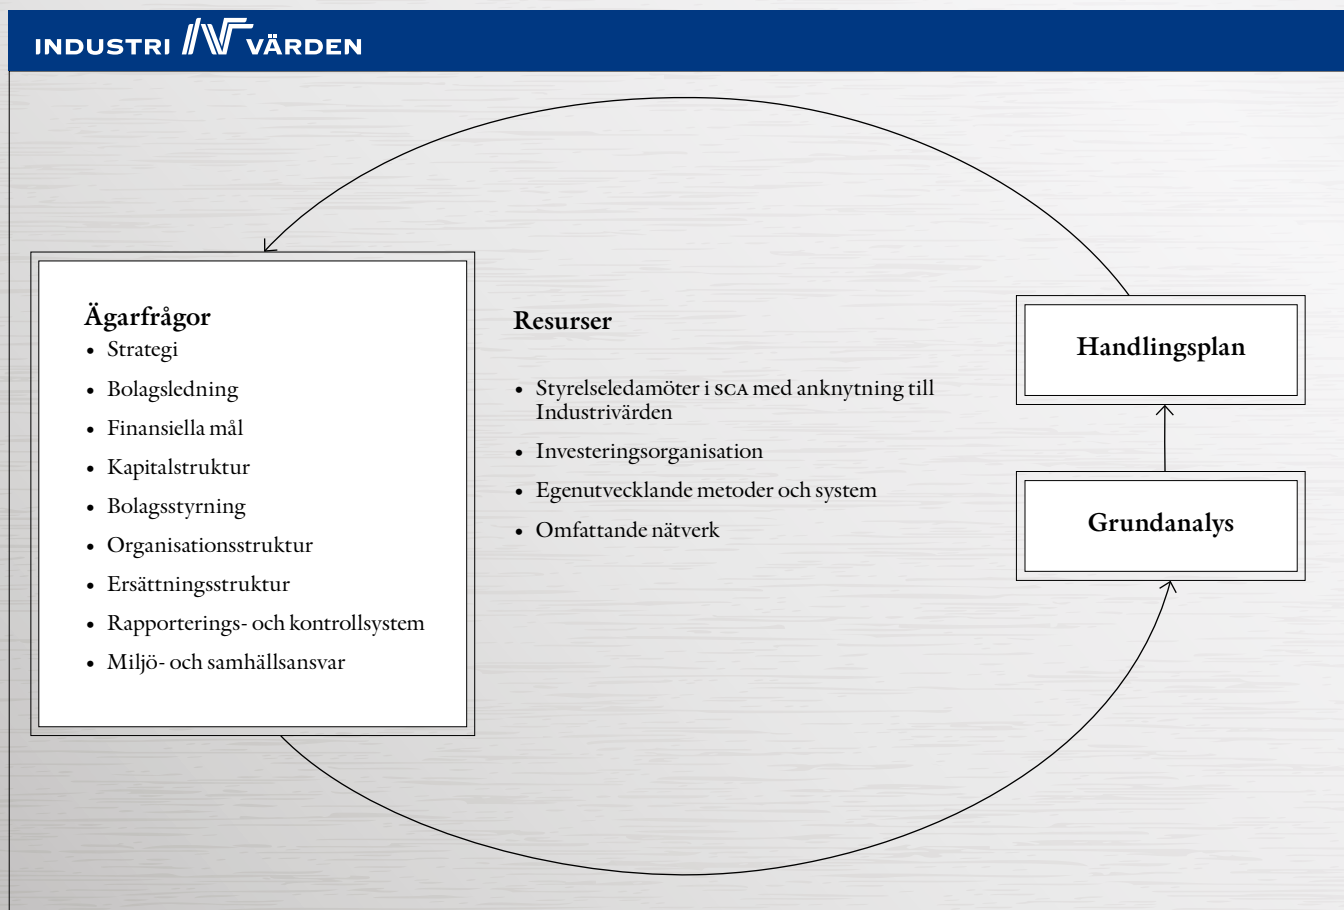 INDUSTRI VÄRDEN
Ägarfrågor
• Strategi
• Bolagsledning
• Finansiella mål
• Kapitalstruktur
• Bolagsstyrning
• Organisationsstruktur
• Ersättningsstruktur
• Rapporterings- och kontrollsystem
• Miljö- och samhällsansvar
Resurser
• Styrelseledamöter i SCA med anknytning till
Industrivärden
• Investeringsorganisation
• Egenutvecklande metoder och system
• Omfattande nätverk
Handlingsplan
Grundanalys